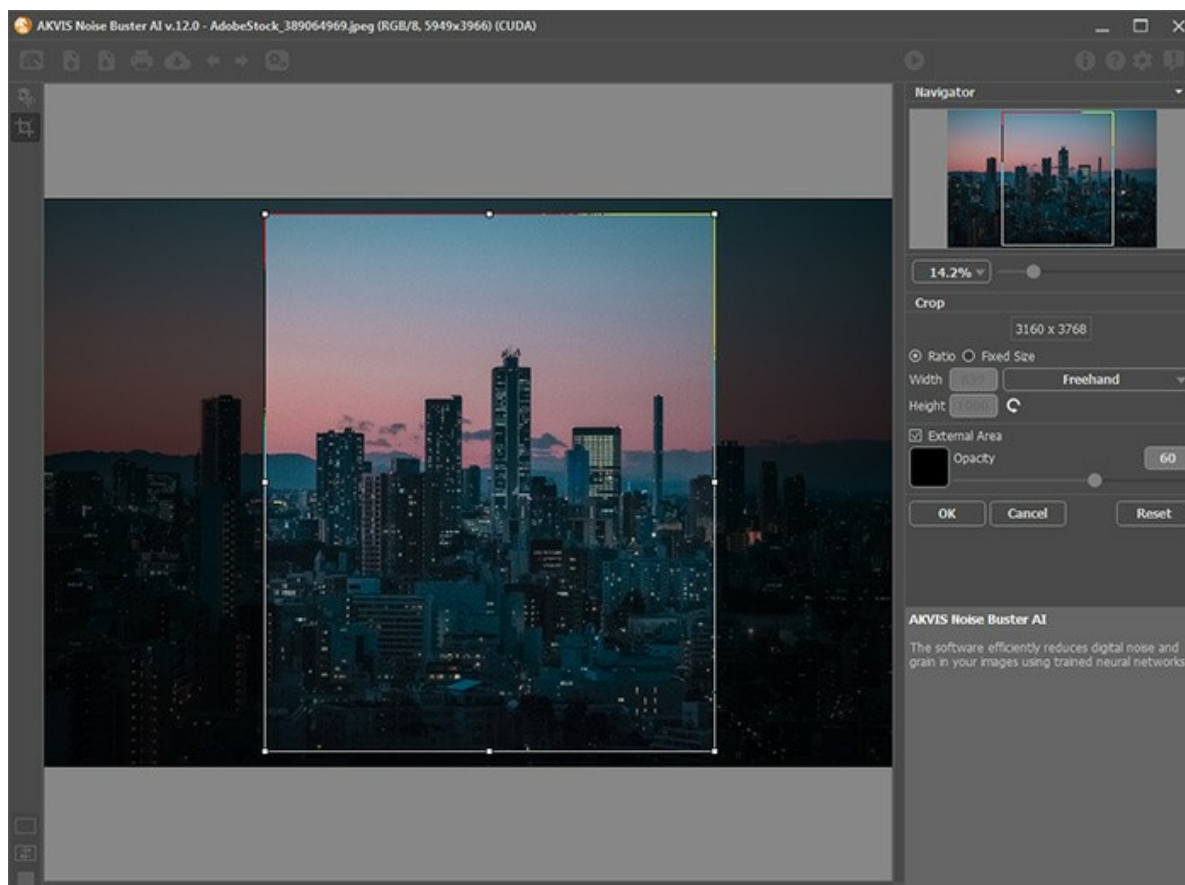 AKVIS Noise Buster AI v.12.0 - AdobeStock_389064969.jpeg (RGB/8, 5949x3966) (CUDA)
Navigator
14.2%
Crop
3160 x 3768
Ratio Fixed Size
Width 839 Freehand
Height 1000
External Area
Opacity 60
OK Cancel Reset
AKVIS Noise Buster AI
The software efficiently reduces digital noise and
grain in your images using trained neural networks